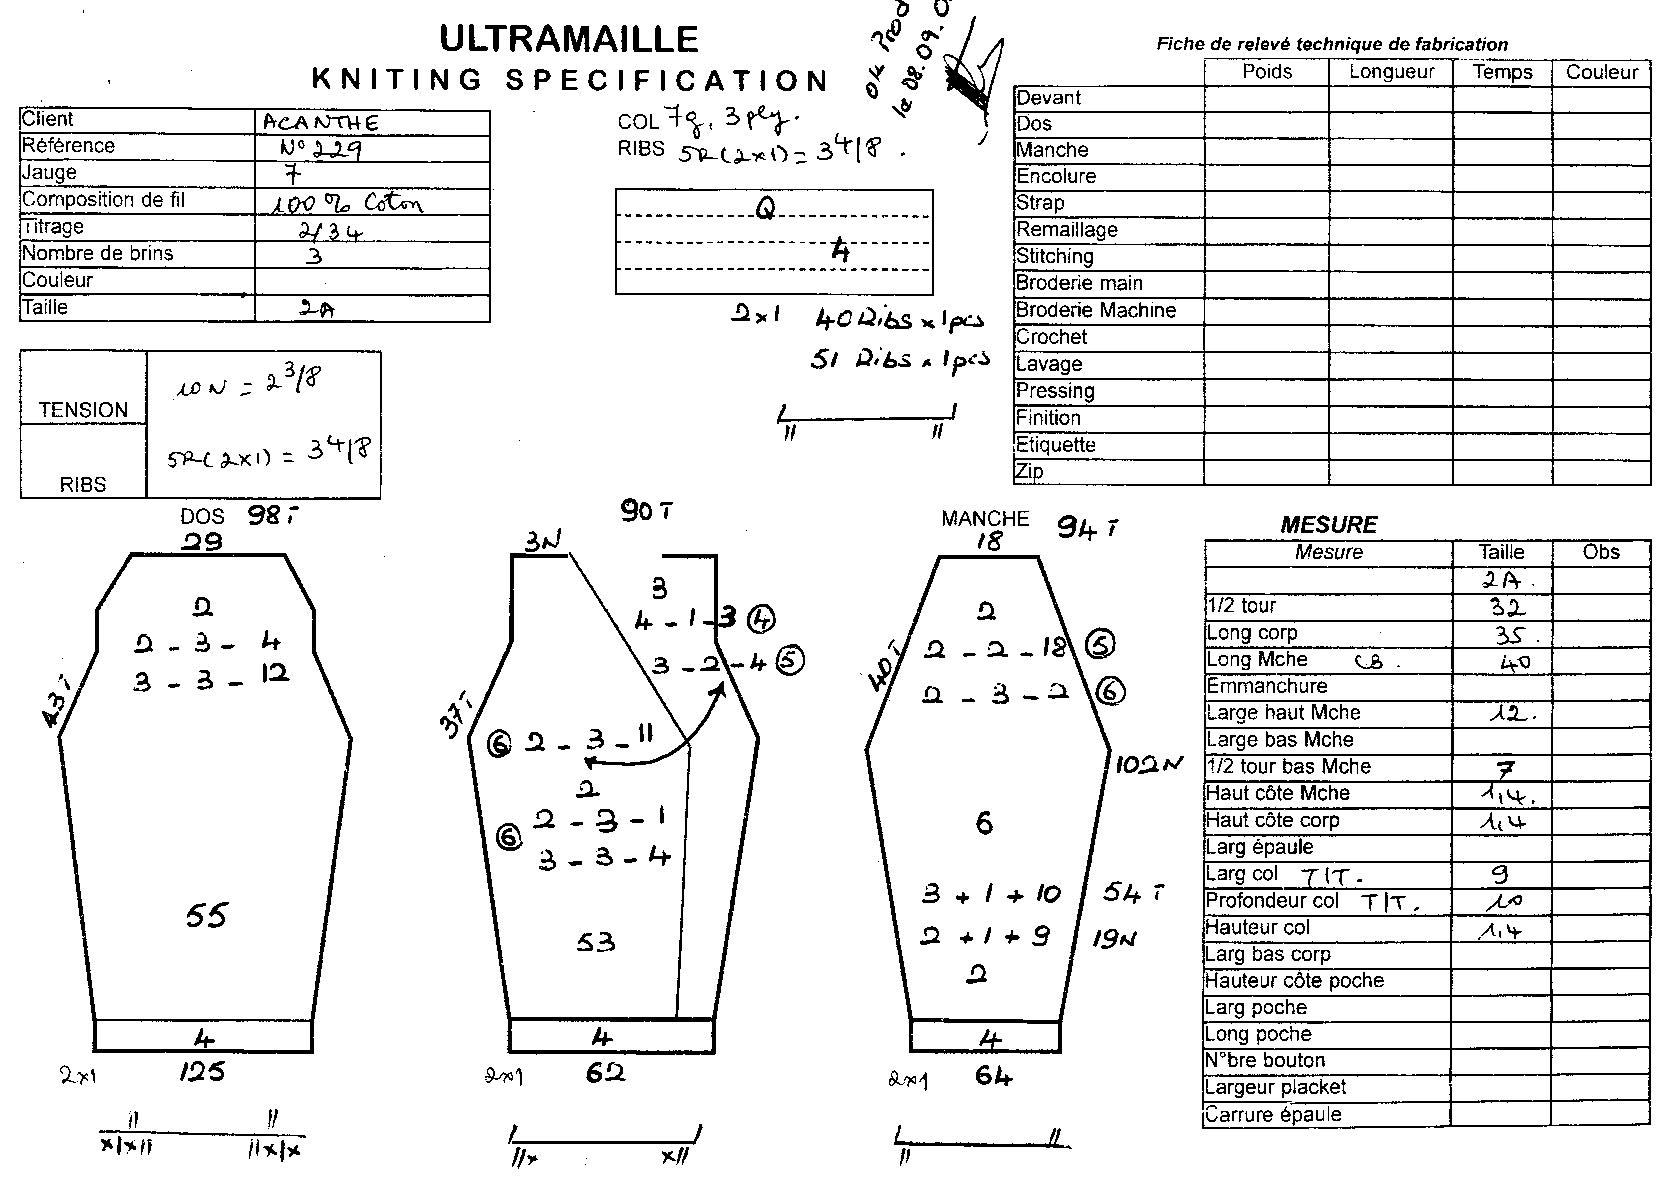 ULTRAMAILLE
KNITING SPECIFICATION
OK Prod
le 08.09.0
Client ACANTHE
Référence N° 229
Jauge 7
Composition de fil 100 % Coton
Titrage 2/34
Nombre de brins 3
Couleur
Taille 2A
COL 7g, 3ply.
RIBS 5R(2x1) = 3 4/8 .
Q
4
2x1 40 Ribs x 1pcs
51 Ribs x 1pcs
TENSION 10 N = 2 3/8
RIBS 5R(2x1) = 3 4/8
Fiche de relevé technique de fabrication
Poids Longueur Temps Couleur
Devant
Dos
Manche
Encolure
Strap
Remaillage
Stitching
Broderie main
Broderie Machine
Crochet
Lavage
Pressing
Finition
Etiquette
Zip
DOS 98T
29
2
2 - 3 - 4
3 - 3 - 12
43T
55
4
2x1 125
x|x|| ||x|x
90T
3N
3
4 - 1 - 3 (4)
3 - 2 - 4 (5)
37T
(6) 2 - 3 - 11
2
2 - 3 - 1
(6)
3 - 3 - 4
53
4
2x1 62
||x x||
MANCHE 94T
18
2
40T 2 - 2 - 18 (5)
2 - 3 - 2 (6)
102N
6
3 + 1 + 10 54T
2 + 1 + 9 19N
2
4
2x1 64
MESURE
Mesure Taille Obs
2A .
1/2 tour 32
Long corp 35 .
Long Mche CB . 40
Emmanchure
Large haut Mche 12.
Large bas Mche
1/2 tour bas Mche 7
Haut côte Mche 1,4.
Haut côte corp 1,4
Larg épaule
Larg col T/T. 9
Profondeur col T/T. 10
Hauteur col 1,4
Larg bas corp
Hauteur côte poche
Larg poche
Long poche
N°bre bouton
Largeur placket
Carrure épaule